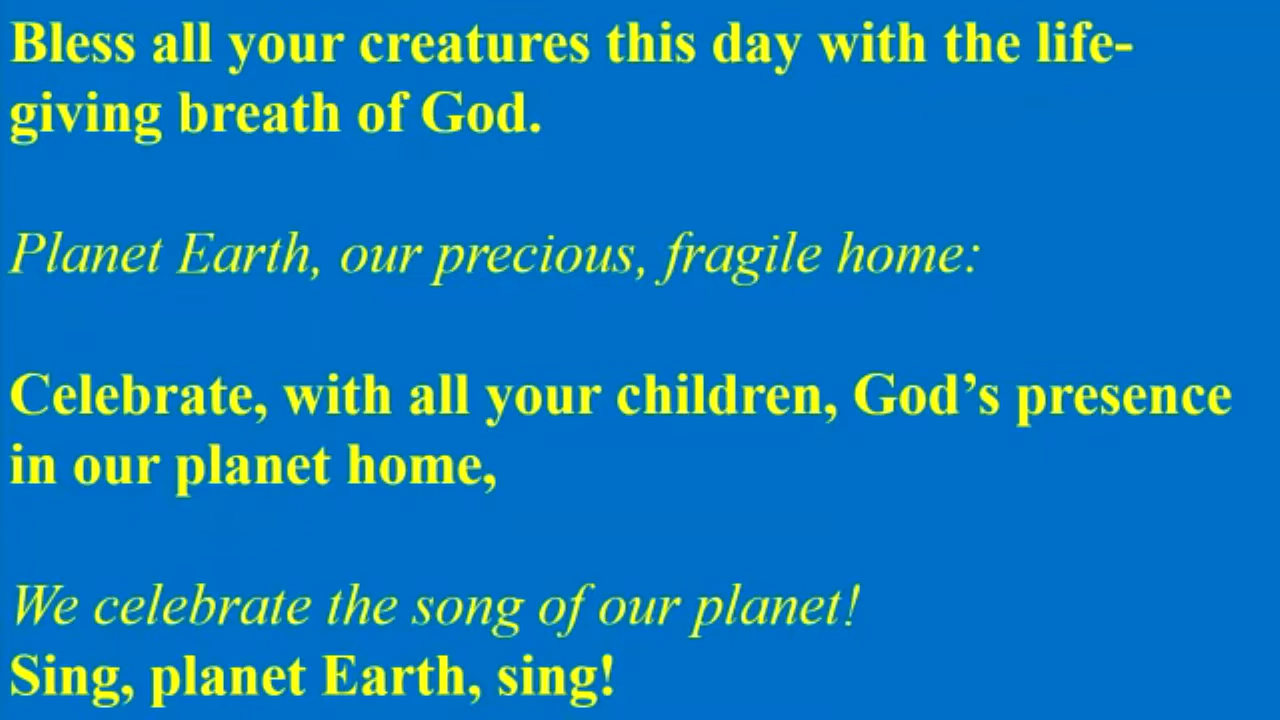 Bless all your creatures this day with the life-
giving breath of God.
Planet Earth, our precious, fragile home:
Celebrate, with all your children, God’s presence
in our planet home,
We celebrate the song of our planet!
Sing, planet Earth, sing!